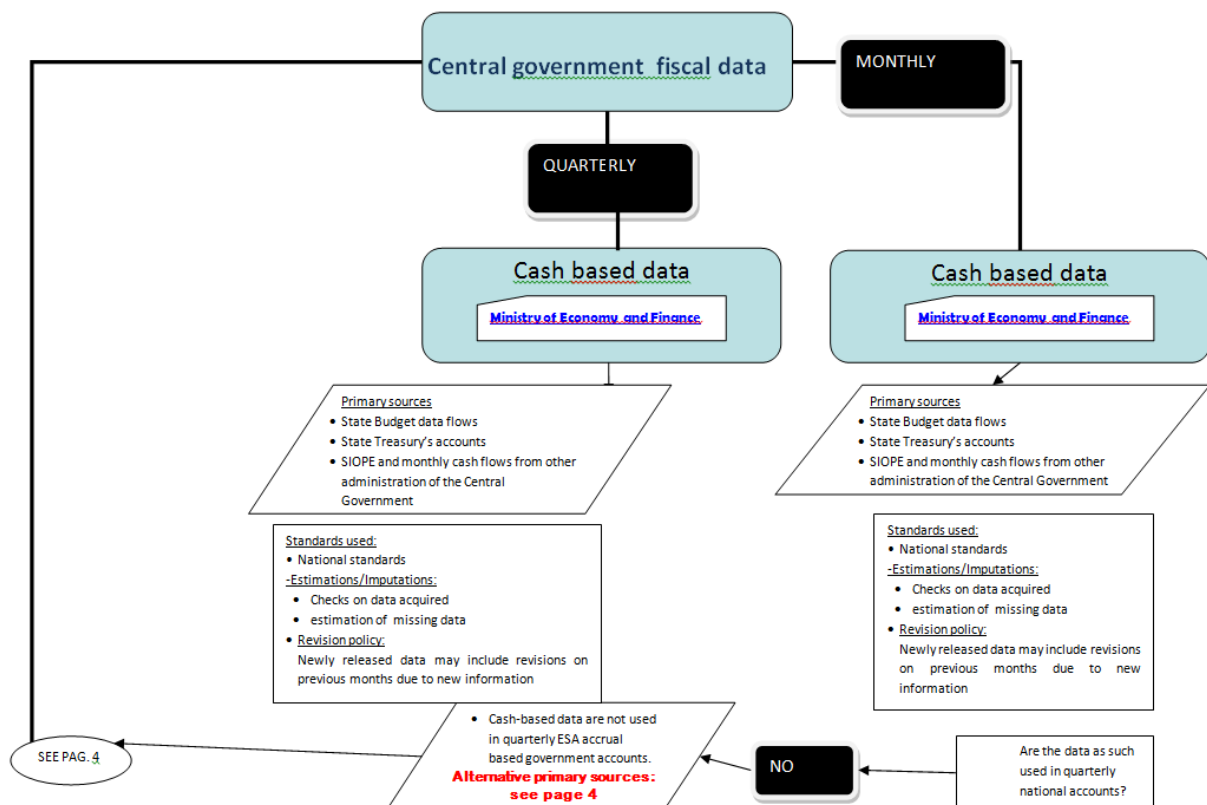 Central government fiscal data
MONTHLY
QUARTERLY
Cash based data
Ministry of Economy and Finance
Cash based data
Ministry of Economy and Finance
Primary sources
• State Budget data flows
• State Treasury’s accounts
• SIOPE and monthly cash flows from other
administration of the Central
Government
Primary sources
• State Budget data flows
• State Treasury’s accounts
• SIOPE and monthly cash flows from other
administration of the Central Government
Standards used:
• National standards
-Estimations/Imputations:
• Checks on data acquired
• estimation of missing data
• Revision policy:
Newly released data may include revisions on
previous months due to new information
Standards used:
• National standards
-Estimations/Imputations:
• Checks on data acquired
• estimation of missing data
• Revision policy:
Newly released data may include revisions
on previous months due to new
information
SEE PAG. 4
• Cash-based data are not used
in quarterly ESA accrual
based government accounts.
Alternative primary sources:
see page 4
NO
Are the data as such
used in quarterly
national accounts?